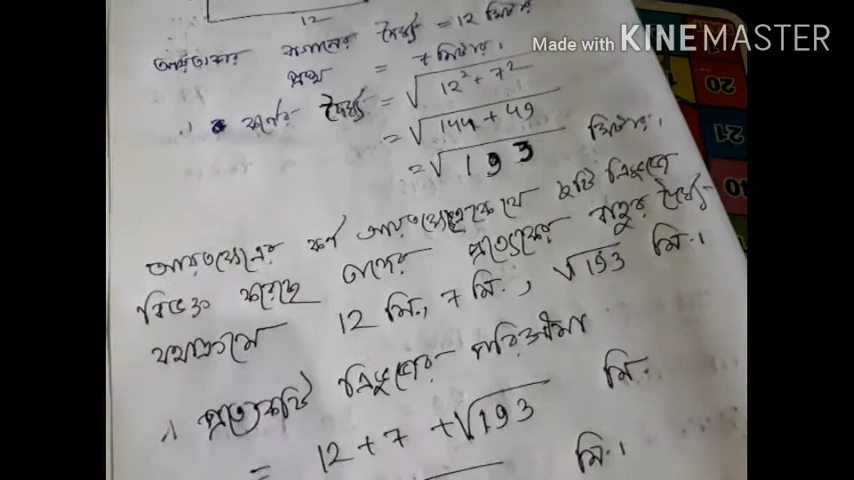 12
আয়তাকার বাগানের দৈর্ঘ্য = 12 মিটার
প্রস্থ = 7 মিটার।
∴ কর্ণের দৈর্ঘ্য = √12² + 7²
= √144 + 49
= √193 মিটার।
আয়তক্ষেত্রের কর্ণ আয়তক্ষেত্রকে যে দুটি ত্রিভুজে
বিভক্ত করেছে তাদের প্রত্যেকের বাহুর দৈর্ঘ্য
যথাক্রমে 12 মি., 7 মি., √193 মি.।
∴ প্রত্যেকটি ত্রিভুজের পরিসীমা
= 12 + 7 + √193 মি.
মি.।
Made with KINEMASTER
20
21